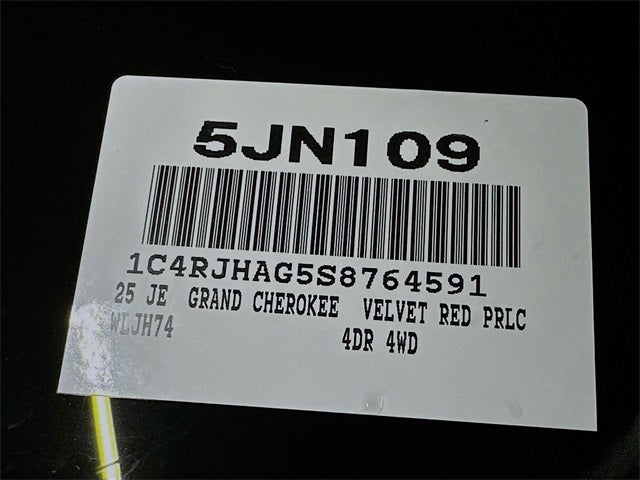 5JN109
1C4RJHAG5S8764591
25 JE GRAND CHEROKEE VELVET RED PRLC
WLJH74 4DR 4WD